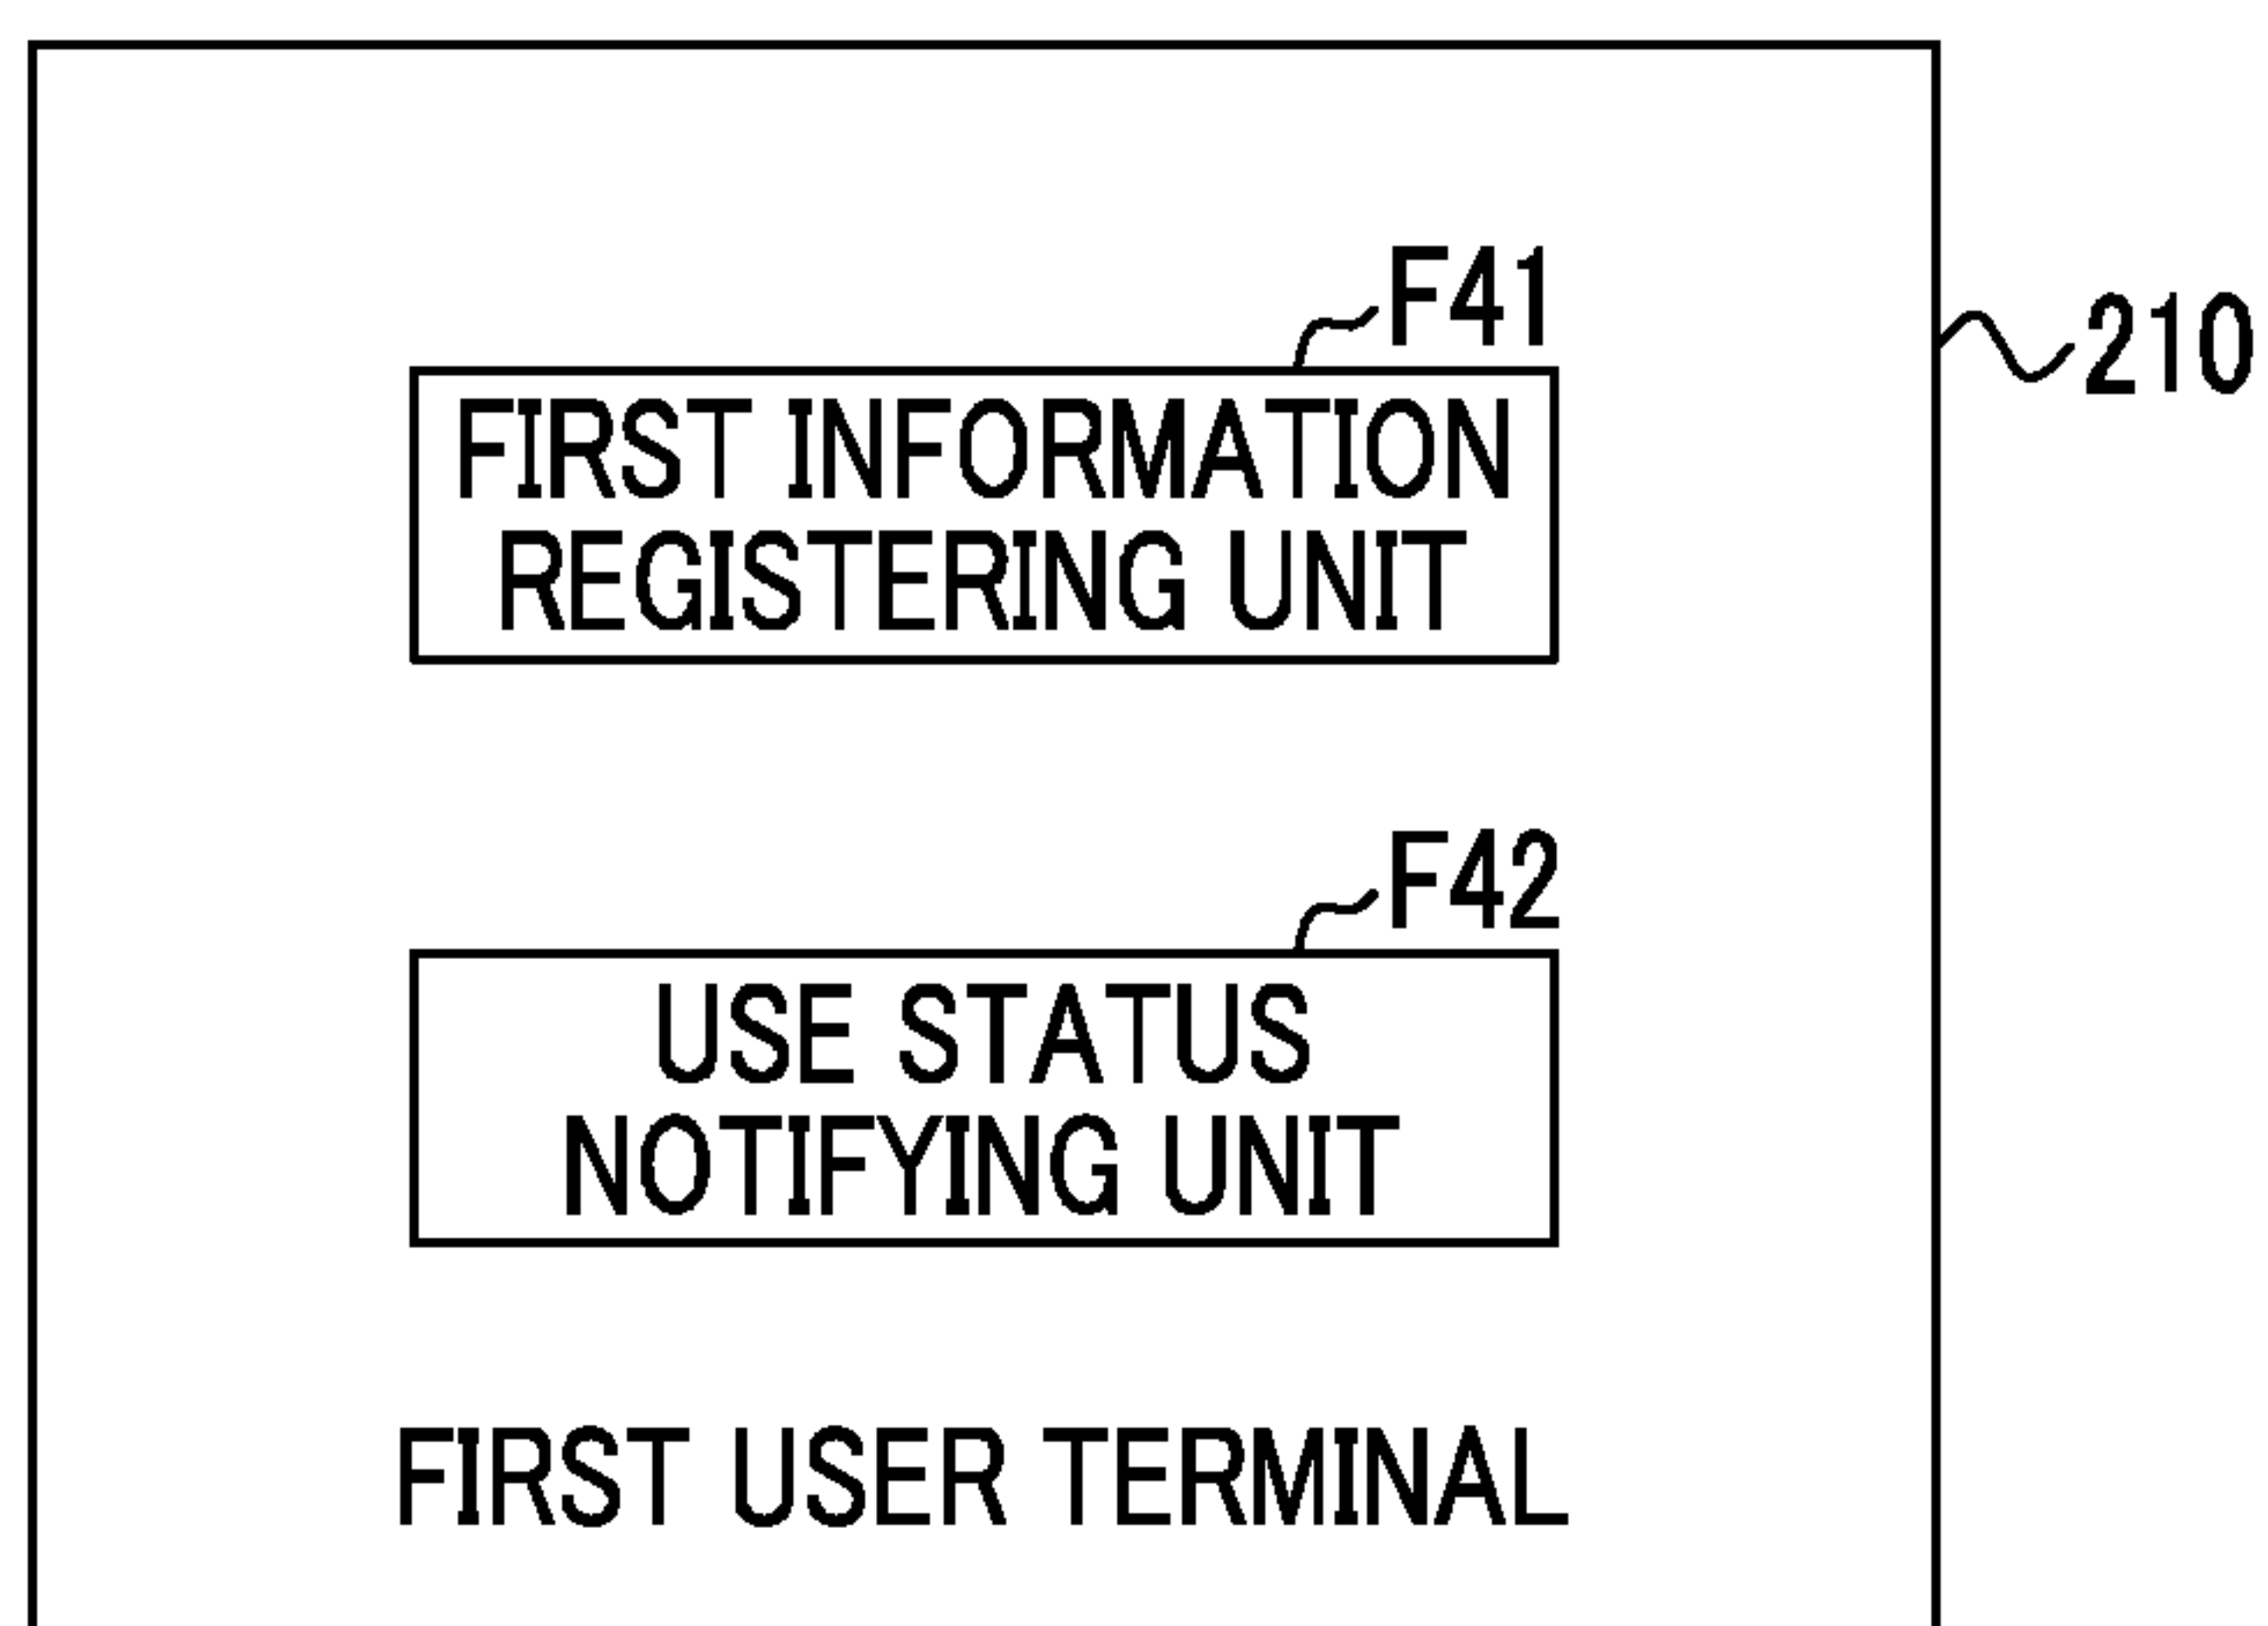 F41
210
FIRST INFORMATION
REGISTERING UNIT
F42
USE STATUS
NOTIFYING UNIT
FIRST USER TERMINAL